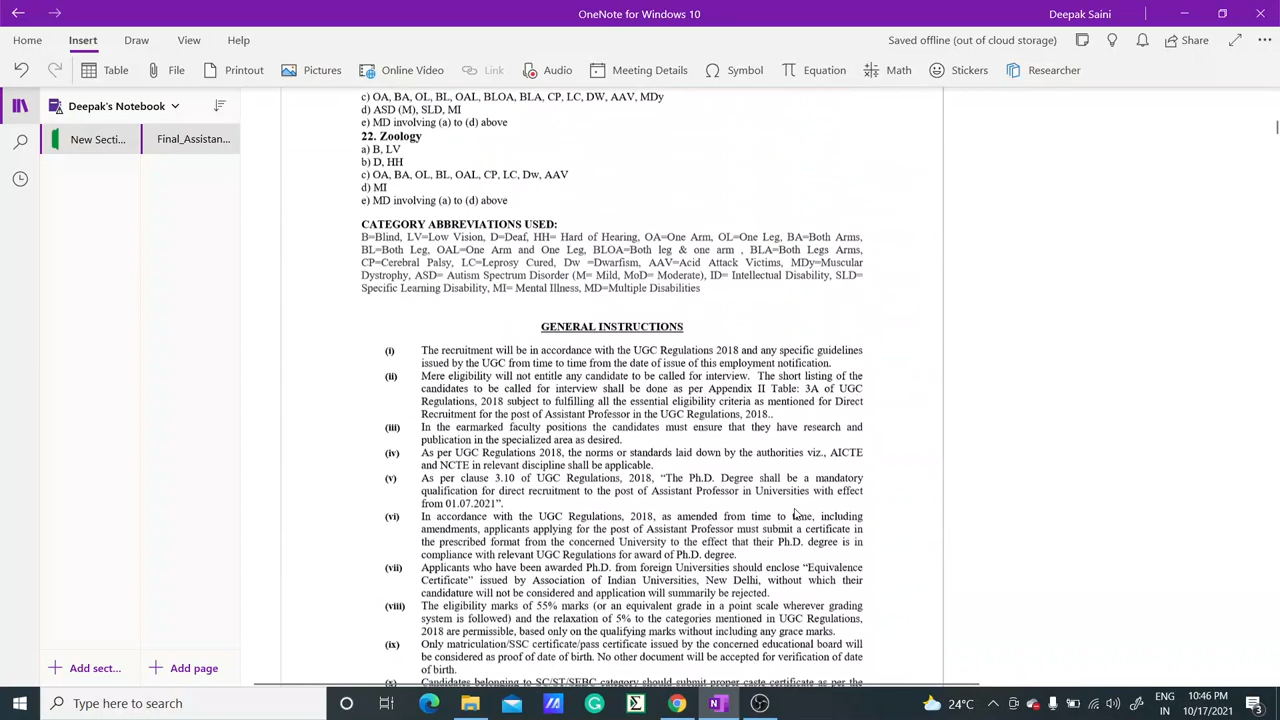 OneNote for Windows 10
Deepak Saini
Home
Insert
Draw
View
Help
Saved offline (out of cloud storage)
Share
Table
File
Printout
Pictures
Online Video
Link
Audio
Meeting Details
Symbol
Equation
Math
Stickers
Researcher
Deepak's Notebook
New Secti...
Final_Assistan...
c) OA, BA, OL, BL, OAL, BLOA, BLA, CP, LC, DW, AAV, MDy
d) ASD (M), SLD, MI
e) MD involving (a) to (d) above
22. Zoology
a) B, LV
b) D, HH
c) OA, BA, OL, BL, OAL, CP, LC, Dw, AAV
d) MI
e) MD involving (a) to (d) above
CATEGORY ABBREVIATIONS USED:
B=Blind, LV=Low Vision, D=Deaf, HH= Hard of Hearing, OA=One Arm, OL=One Leg, BA=Both Arms,
BL=Both Leg, OAL=One Arm and One Leg, BLOA=Both leg & one arm , BLA=Both Legs Arms,
CP=Cerebral Palsy, LC=Leprosy Cured, Dw =Dwarfism, AAV=Acid Attack Victims, MDy=Muscular
Dystrophy, ASD= Autism Spectrum Disorder (M= Mild, MoD= Moderate), ID= Intellectual Disability, SLD=
Specific Learning Disability, MI= Mental Illness, MD=Multiple Disabilities
GENERAL INSTRUCTIONS
(i) The recruitment will be in accordance with the UGC Regulations 2018 and any specific guidelines
issued by the UGC from time to time from the date of issue of this employment notification.
(ii) Mere eligibility will not entitle any candidate to be called for interview. The short listing of the
candidates to be called for interview shall be done as per Appendix II Table: 3A of UGC
Regulations, 2018 subject to fulfilling all the essential eligibility criteria as mentioned for Direct
Recruitment for the post of Assistant Professor in the UGC Regulations, 2018..
(iii) In the earmarked faculty positions the candidates must ensure that they have research and
publication in the specialized area as desired.
(iv) As per UGC Regulations 2018, the norms or standards laid down by the authorities viz., AICTE
and NCTE in relevant discipline shall be applicable.
(v) As per clause 3.10 of UGC Regulations, 2018, “The Ph.D. Degree shall be a mandatory
qualification for direct recruitment to the post of Assistant Professor in Universities with effect
from 01.07.2021”.
(vi) In accordance with the UGC Regulations, 2018, as amended from time to time, including
amendments, applicants applying for the post of Assistant Professor must submit a certificate in
the prescribed format from the concerned University to the effect that their Ph.D. degree is in
compliance with relevant UGC Regulations for award of Ph.D. degree.
(vii) Applicants who have been awarded Ph.D. from foreign Universities should enclose “Equivalence
Certificate” issued by Association of Indian Universities, New Delhi, without which their
candidature will not be considered and application will summarily be rejected.
(viii) The eligibility marks of 55% marks (or an equivalent grade in a point scale wherever grading
system is followed) and the relaxation of 5% to the categories mentioned in UGC Regulations,
2018 are permissible, based only on the qualifying marks without including any grace marks.
(ix) Only matriculation/SSC certificate/pass certificate issued by the concerned educational board will
be considered as proof of date of birth. No other document will be accepted for verification of date
of birth.
(x) Candidates belonging to SC/ST/SEBC category should submit proper caste certificate as per the
Add sect...
Add page
Type here to search
24°C
ENG
IN
10:46 PM
10/17/2021